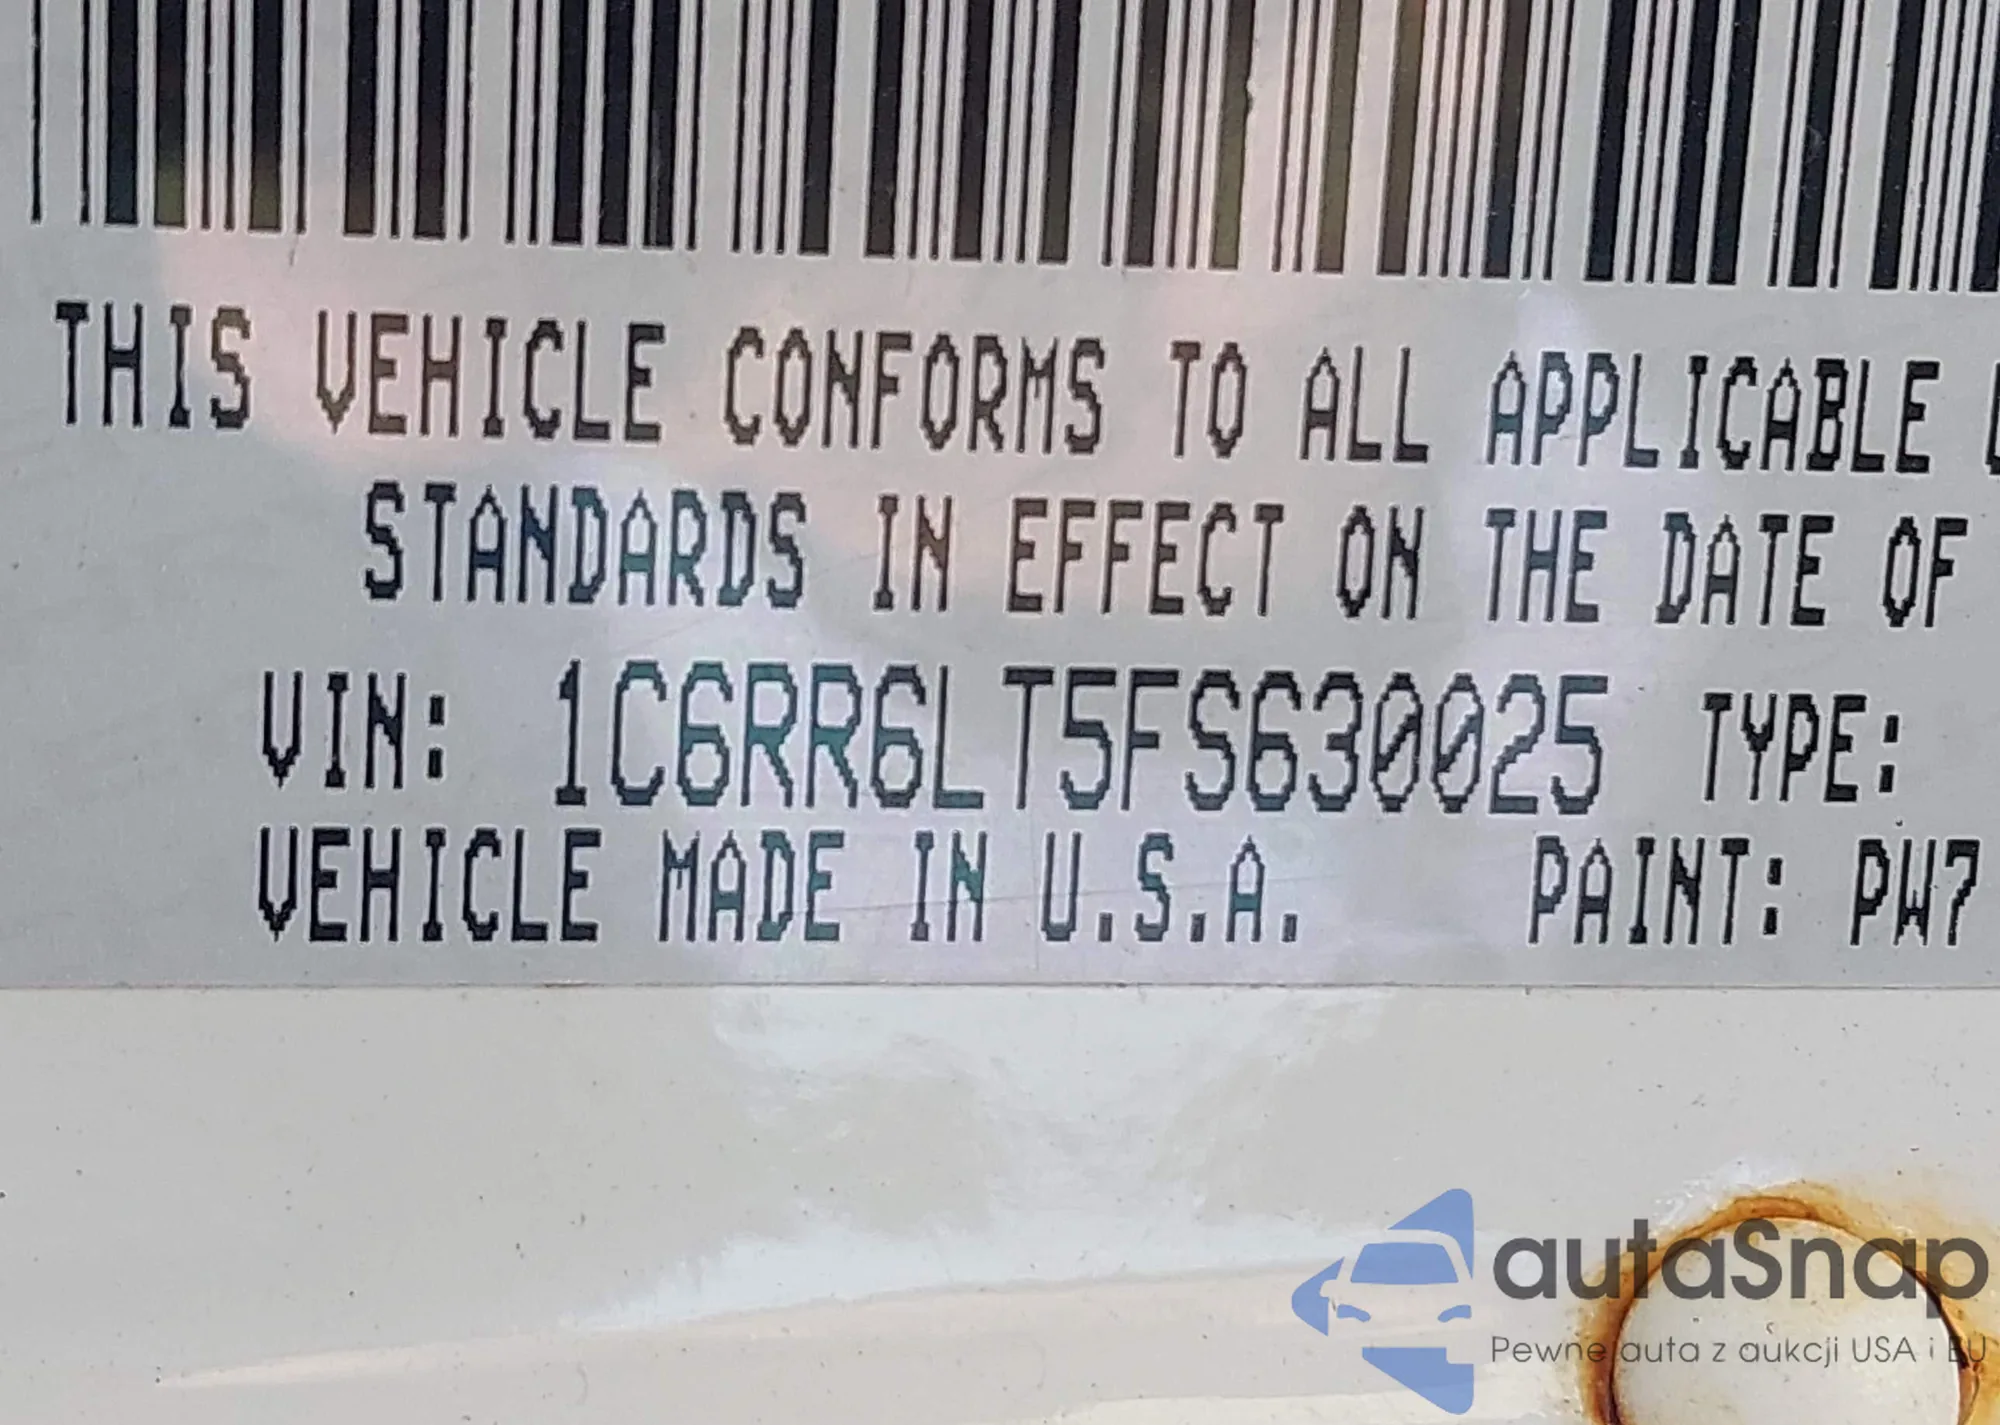 THIS VEHICLE CONFORMS TO ALL APPLICABLE
STANDARDS IN EFFECT ON THE DATE OF
VIN: 1C6RR6LT5FS630025 TYPE:
VEHICLE MADE IN U.S.A. PAINT: PW7
autaSnap
Pewne auta z aukcji USA i EU